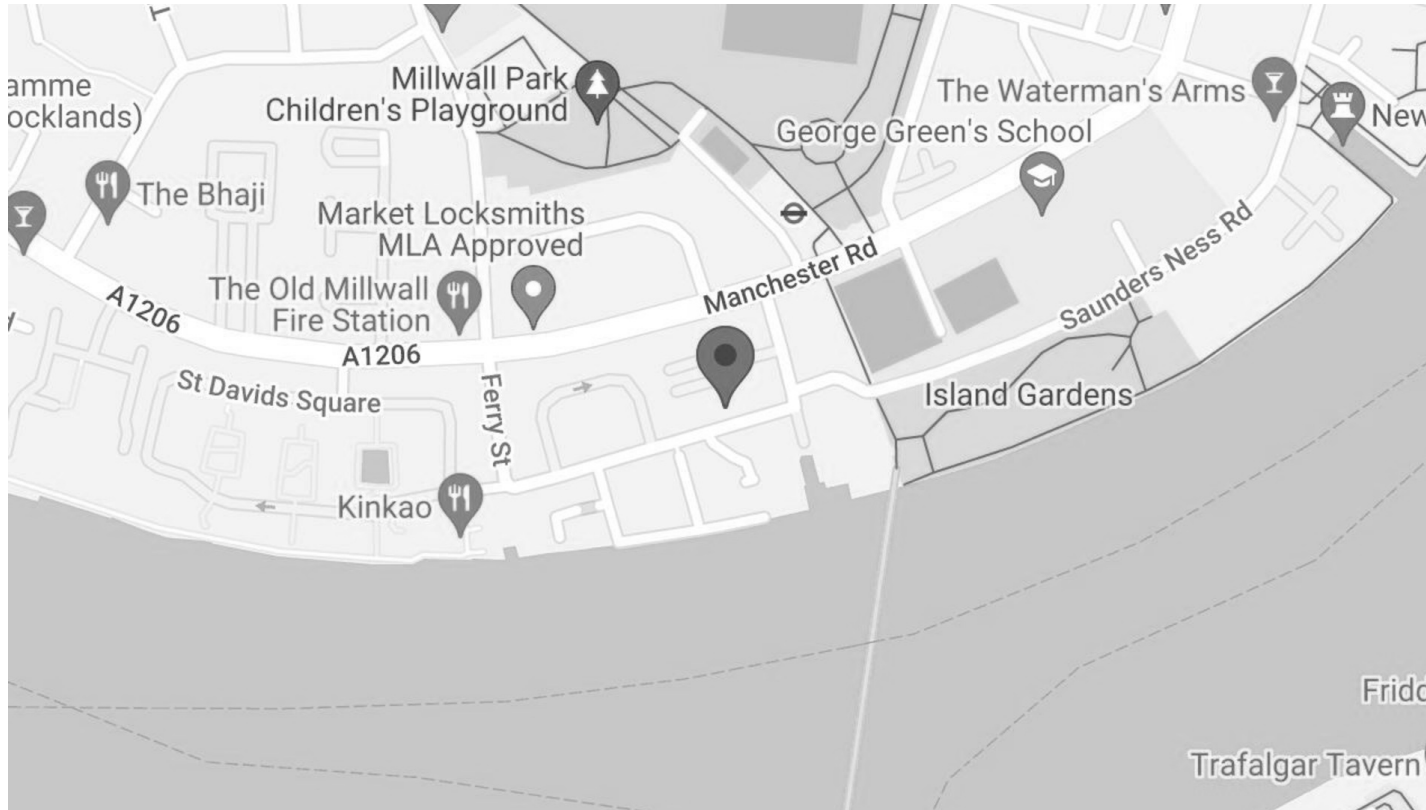 Millwall Park
Children's Playground
amme
ocklands)
The Waterman's Arms
New
George Green's School
The Bhaji
Market Locksmiths
MLA Approved
Manchester Rd
Saunders Ness Rd
The Old Millwall
Fire Station
A1206
A1206
St Davids Square
Ferry St
Island Gardens
Kinkao
Fridd
Trafalgar Tavern